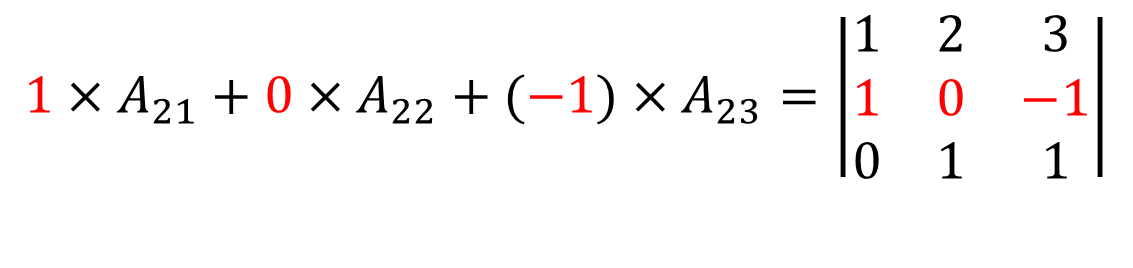 1 2 3
1 × A₂₁ + 0 × A₂₂ + (−1) × A₂₃ = 1 0 −1
0 1 1